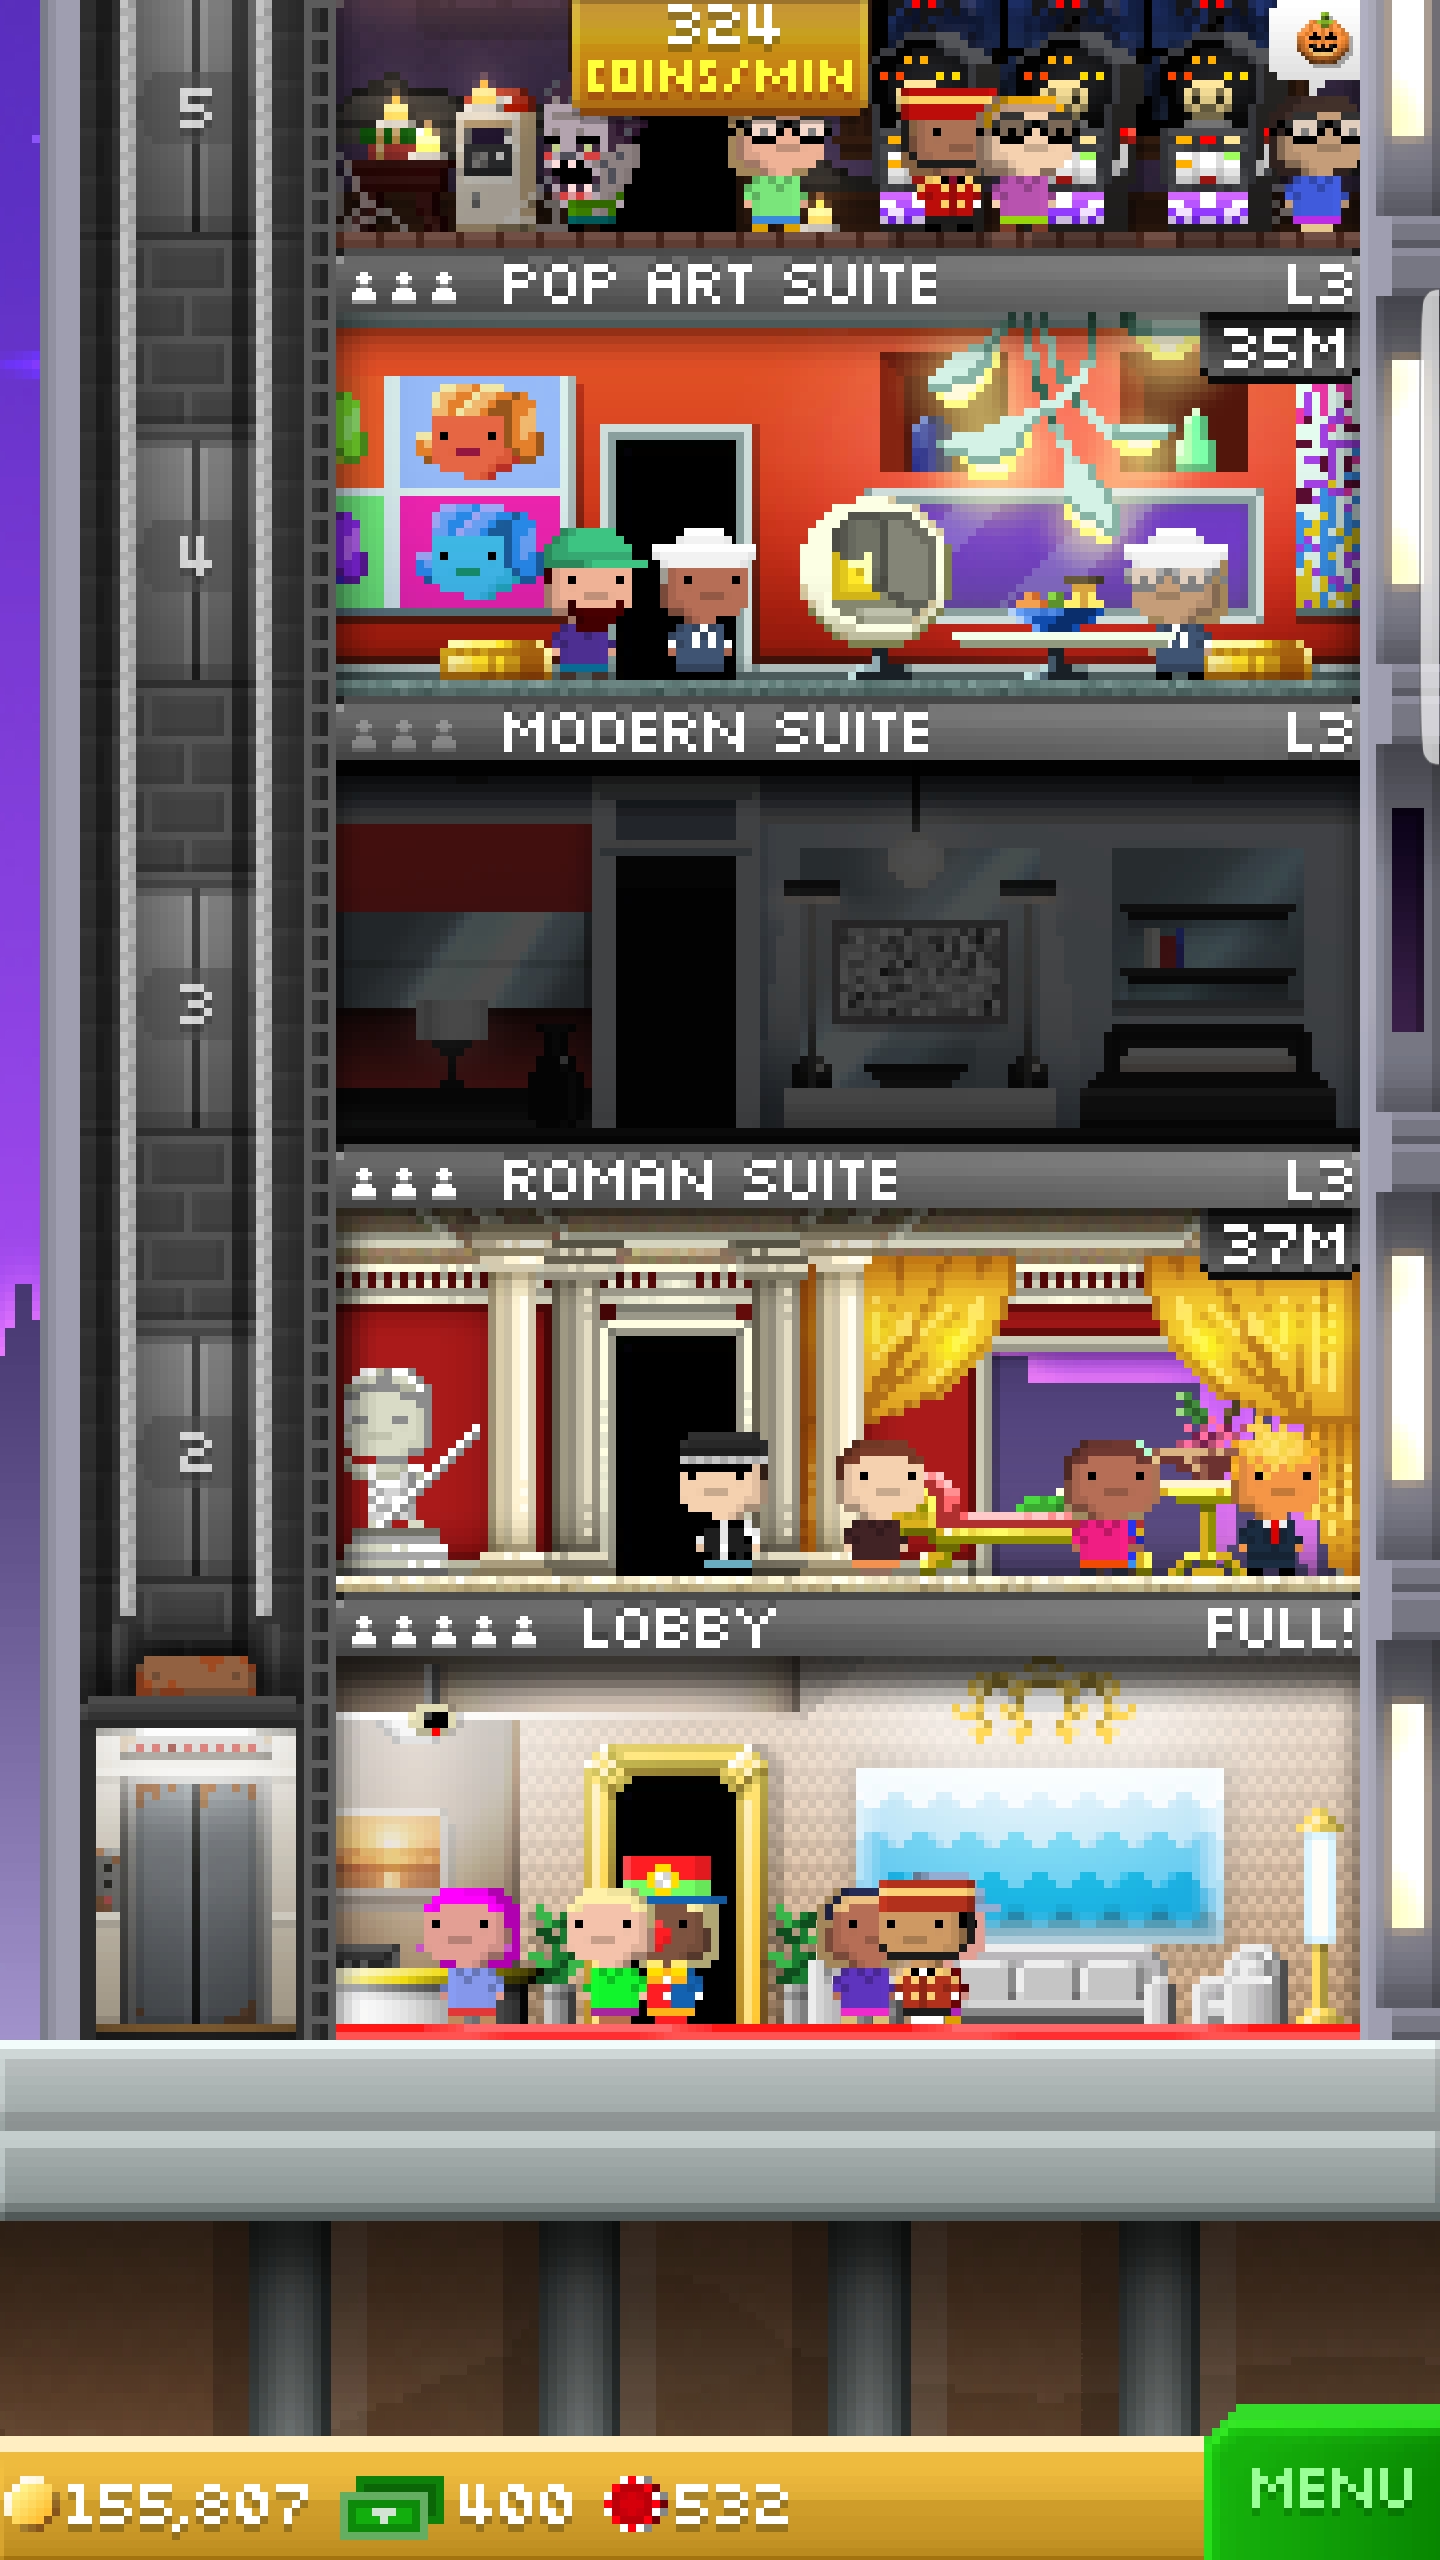 324
COINS/MIN
5
POP ART SUITE L3
35M
4
MODERN SUITE L3
3
ROMAN SUITE L3
37M
2
LOBBY FULL!
155,807 400 532
MENU